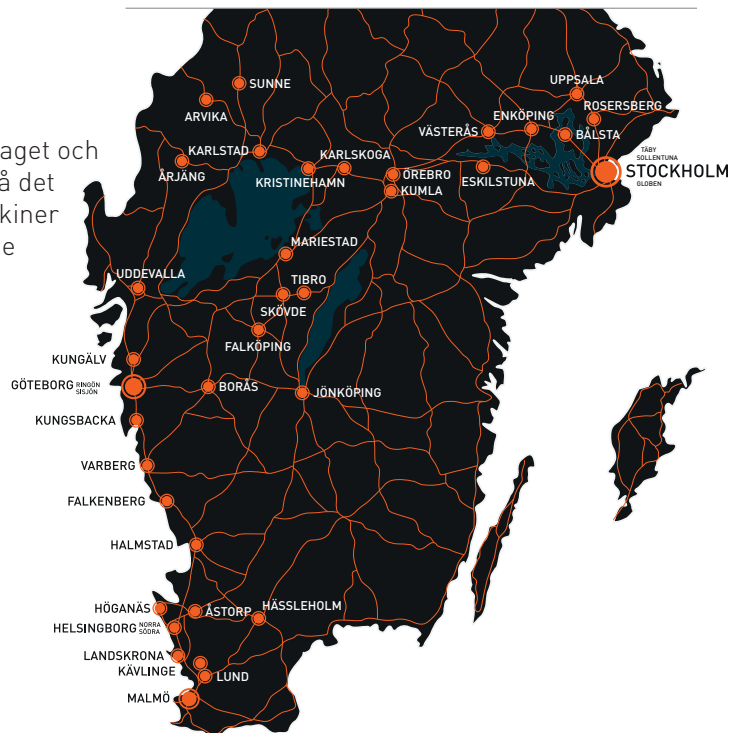 aget och
å det
kiner
e
SUNNE
ARVIKA
UPPSALA
ROSERSBERG
ENKÖPING
VÄSTERÅS
BÅLSTA
KARLSTAD
KARLSKOGA
ÅRJÄNG
KRISTINEHAMN
ÖREBRO
KUMLA
ESKILSTUNA
TÄBY
SOLLENTUNA
STOCKHOLM
GLOBEN
MARIESTAD
UDDEVALLA
TIBRO
SKÖVDE
FALKÖPING
KUNGÄLV
GÖTEBORG RINGÖN
SISJÖN
BORÅS
JÖNKÖPING
KUNGSBACKA
VARBERG
FALKENBERG
HALMSTAD
HÖGANÄS
ÅSTORP
HÄSSLEHOLM
HELSINGBORG NORRA
SÖDRA
LANDSKRONA
KÄVLINGE
LUND
MALMÖ